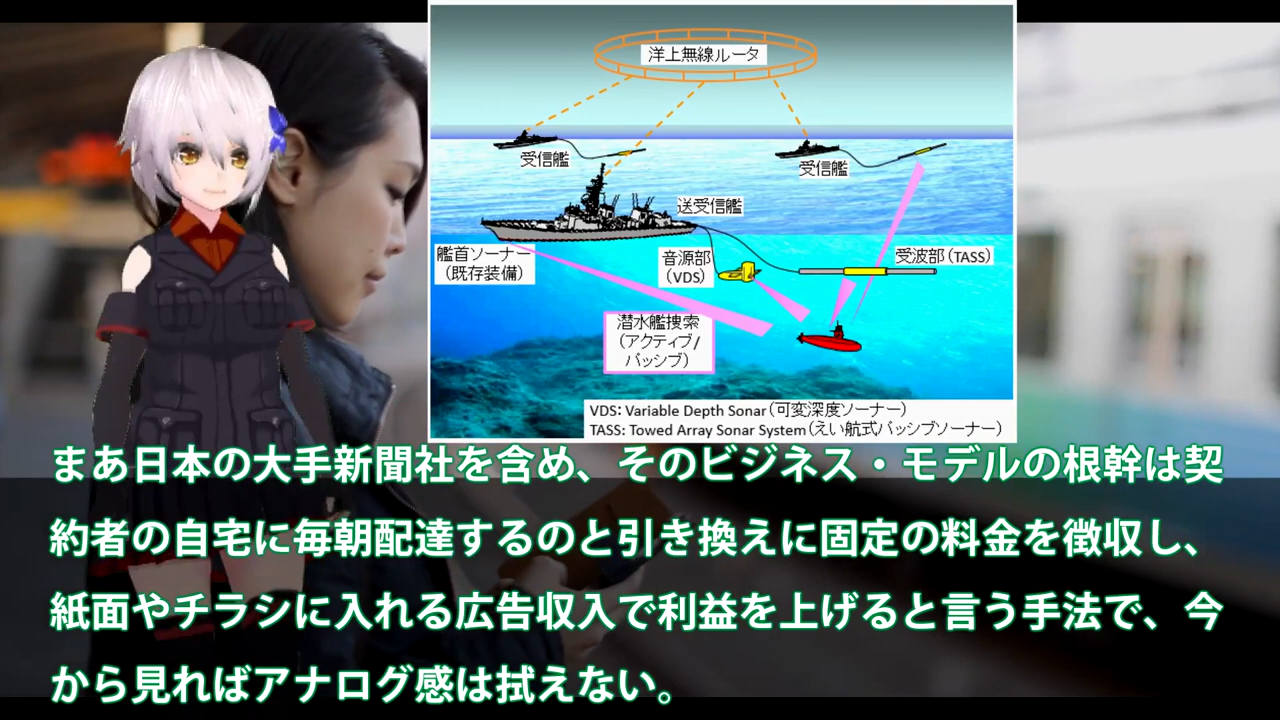 洋上無線ルータ
受信艦
受信艦
送受信艦
艦首ソーナー
(既存装備)
音源部
(VDS)
受波部(TASS)
潜水艦捜索
(アクティブ/
パッシブ)
VDS: Variable Depth Sonar(可変深度ソーナー)
TASS: Towed Array Sonar System(えい航式パッシブソーナー)
まあ日本の大手新聞社を含め、そのビジネス・モデルの根幹は契
約者の自宅に毎朝配達するのと引き換えに固定の料金を徴収し、
紙面やチラシに入れる広告収入で利益を上げると言う手法で、今
から見ればアナログ感は拭えない。